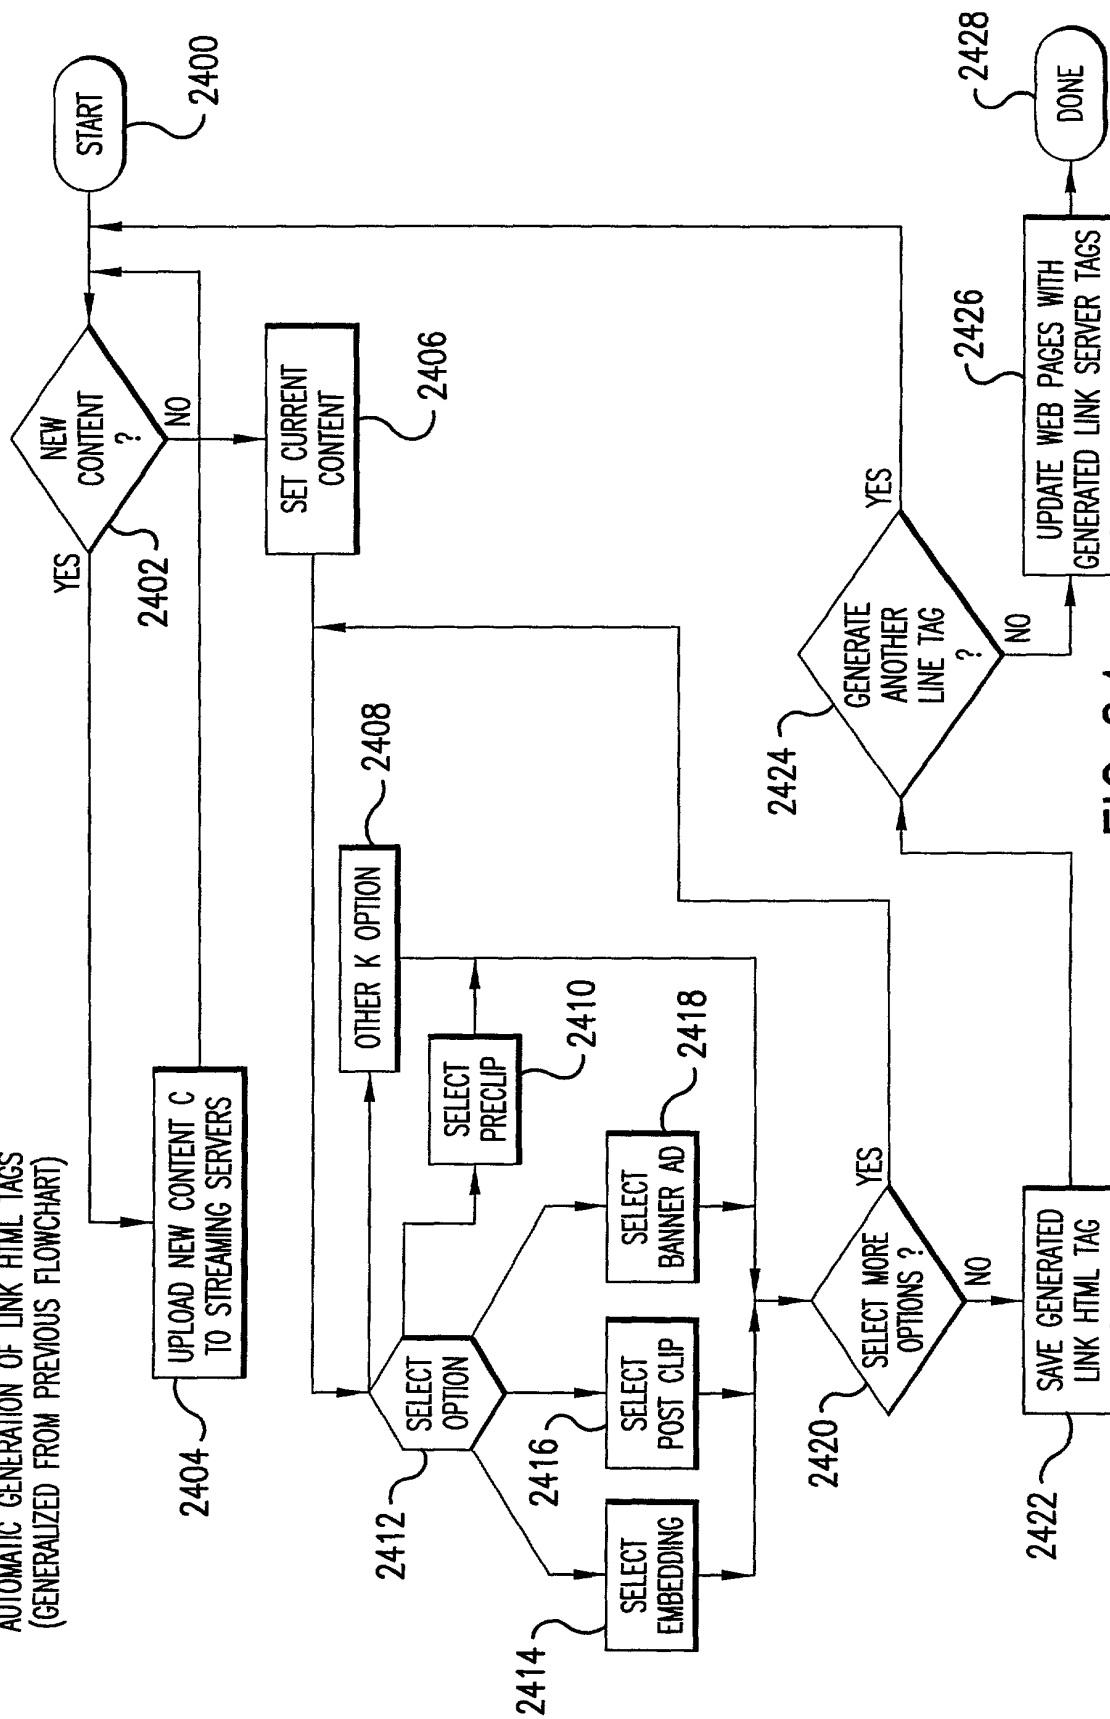 AUTOMATIC GENERATION OF LINK HTML TAGS
(GENERALIZED FROM PREVIOUS FLOWCHART)
START
2400
NEW
CONTENT
?
YES
NO
2402
UPLOAD NEW CONTENT C
TO STREAMING SERVERS
2404
SET CURRENT
CONTENT
2406
OTHER K OPTION
2408
SELECT
PRECLIP
2410
SELECT
OPTION
2412
SELECT
EMBEDDING
2414
SELECT
POST CLIP
2416
SELECT
BANNER AD
2418
SELECT MORE
OPTIONS ?
YES
NO
2420
SAVE GENERATED
LINK HTML TAG
2422
GENERATE
ANOTHER
LINE TAG
?
YES
NO
2424
UPDATE WEB PAGES WITH
GENERATED LINK SERVER TAGS
2426
DONE
2428